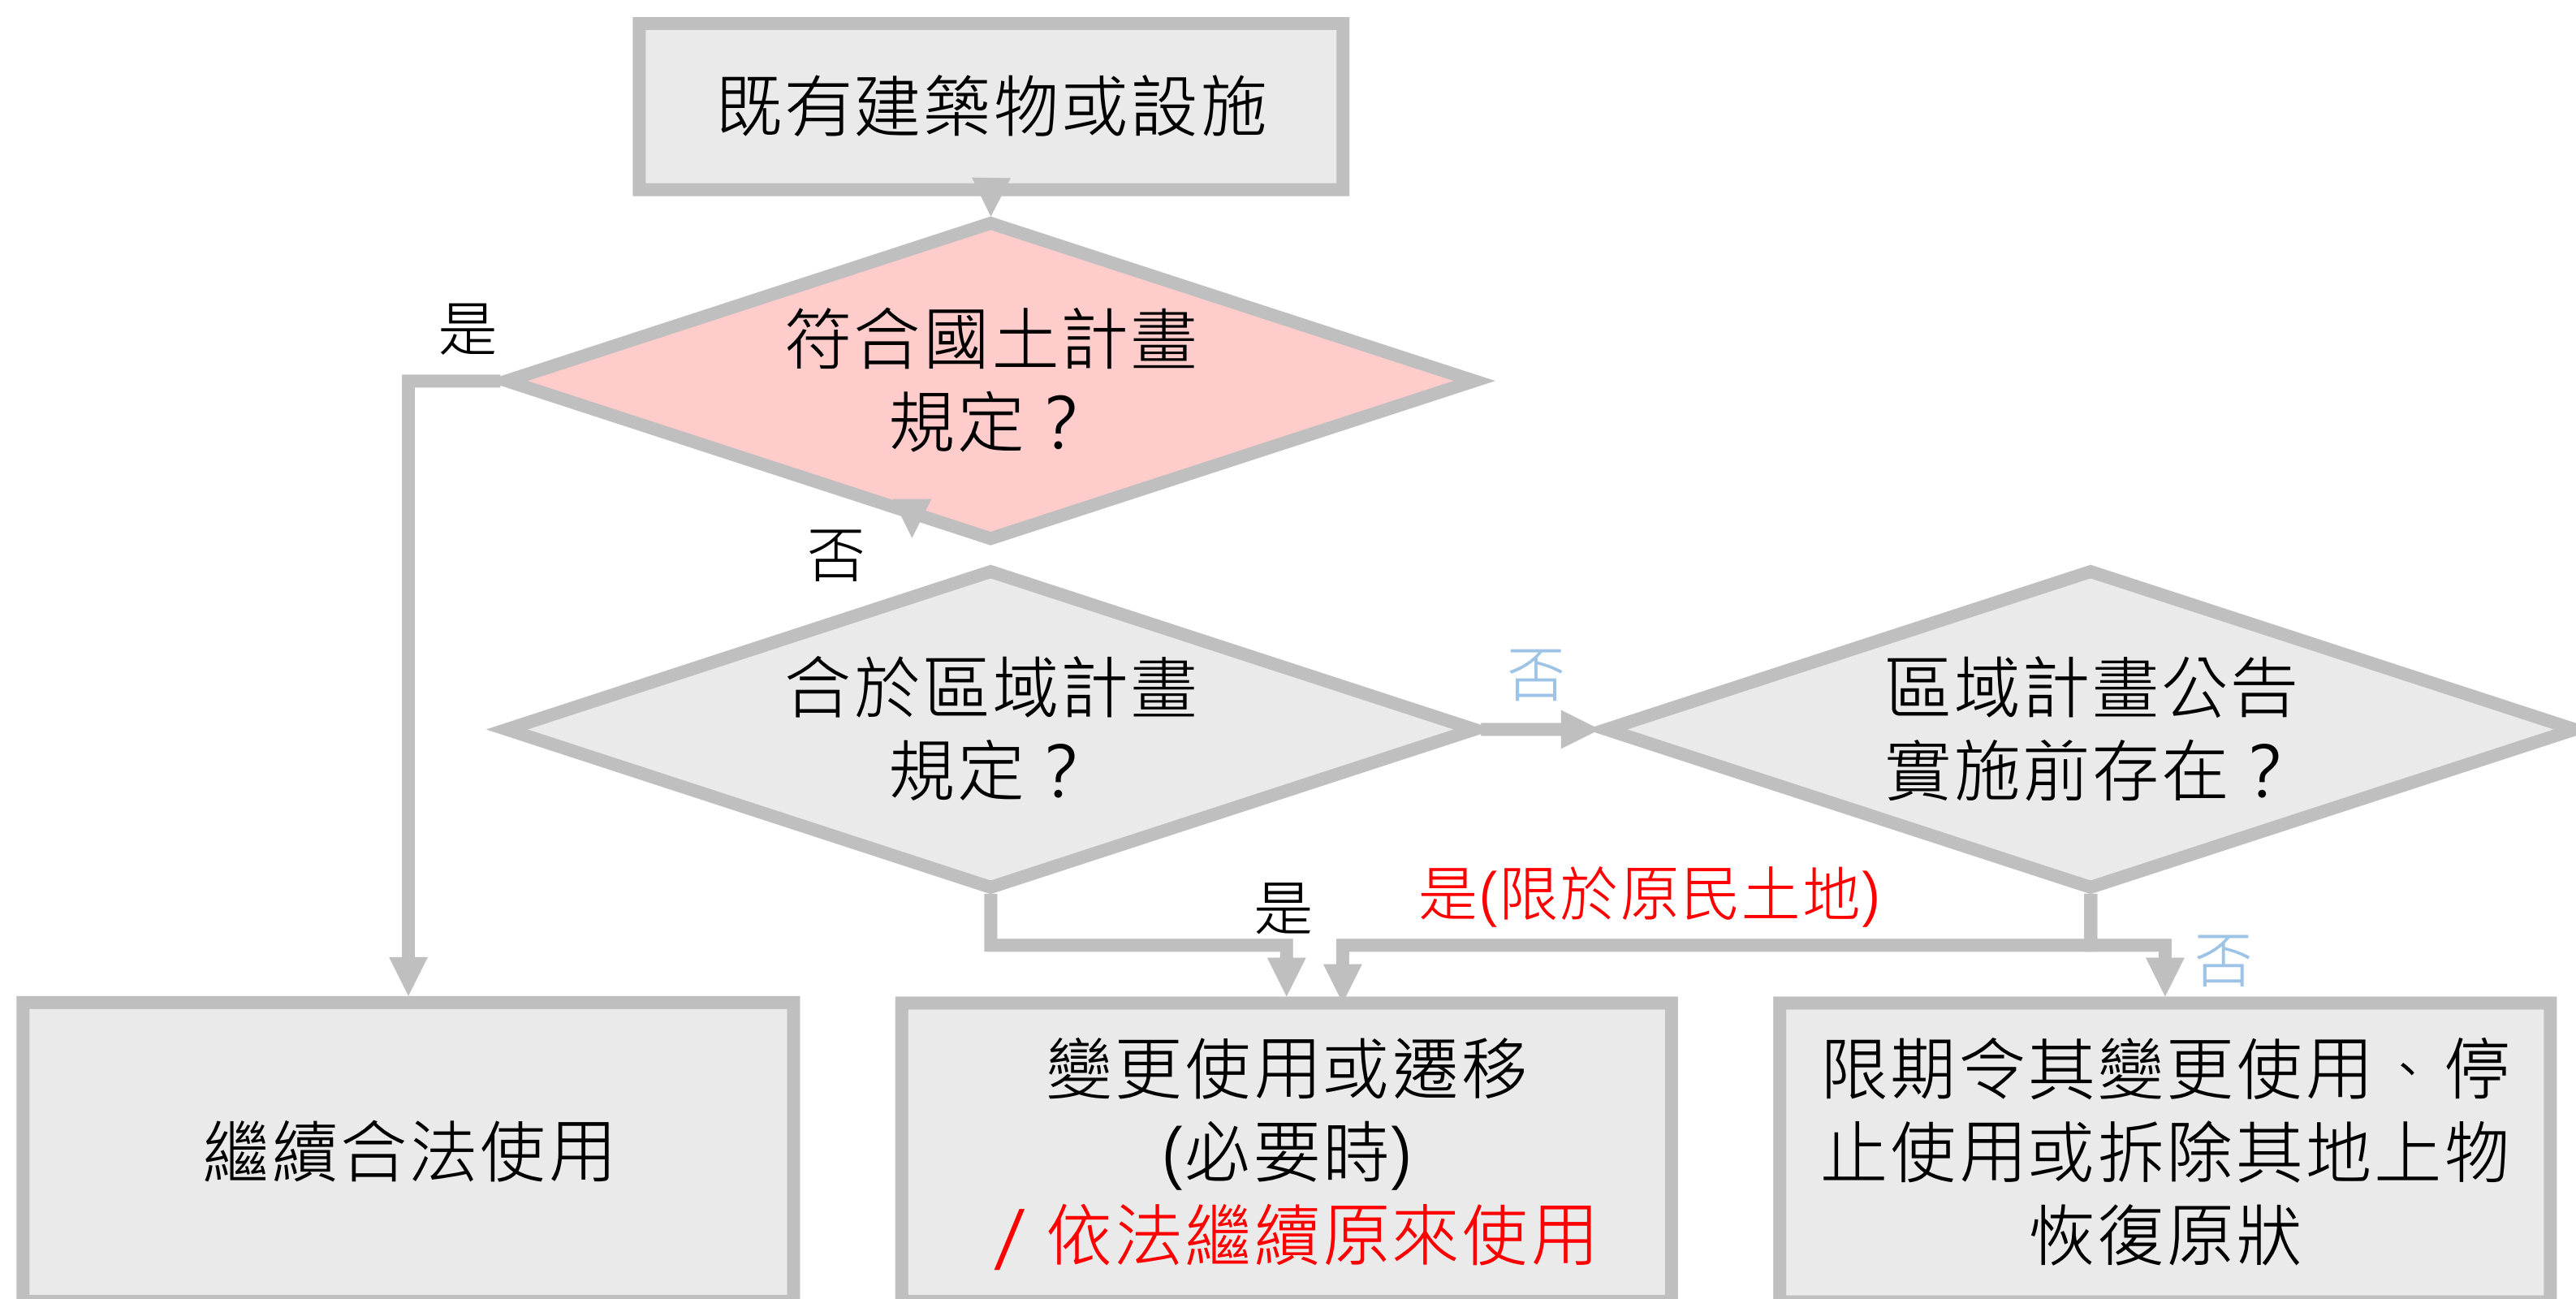 既有建築物或設施
是
符合國土計畫
規定？
否
合於區域計畫
規定？
否
區域計畫公告
實施前存在？
是
是(限於原民土地)
否
繼續合法使用
變更使用或遷移
(必要時)
/ 依法繼續原來使用
限期令其變更使用、停
止使用或拆除其地上物
恢復原狀